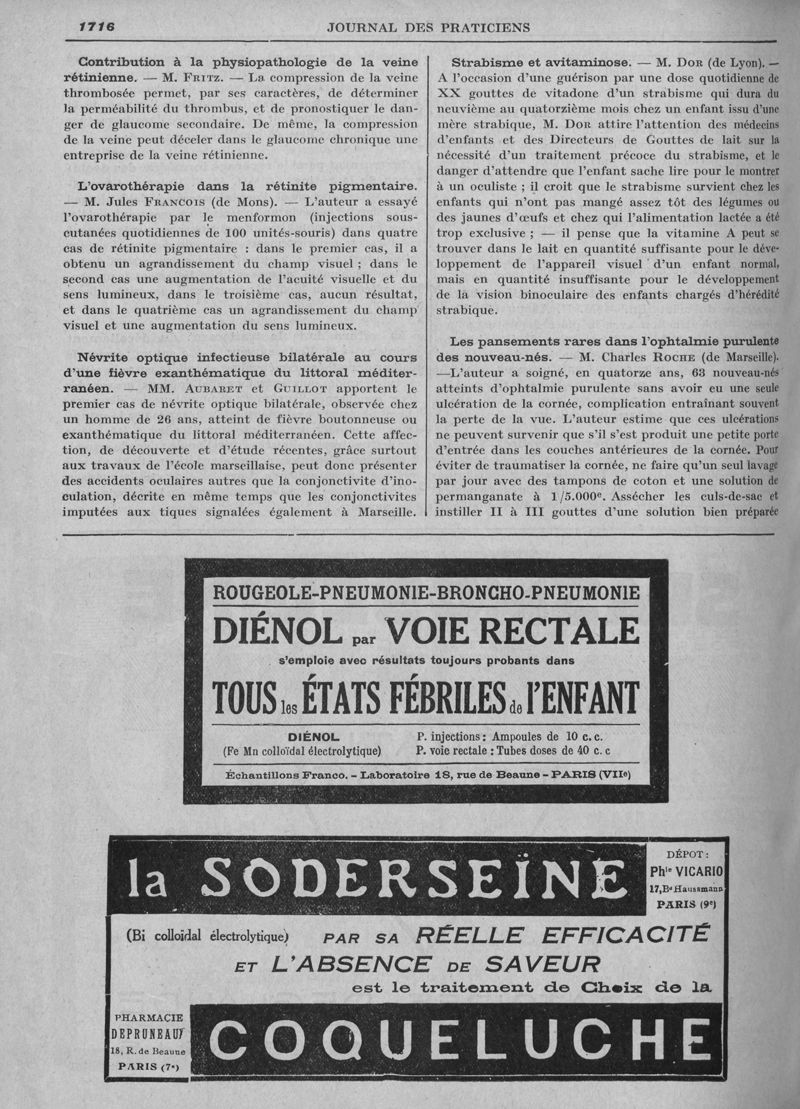 1716
JOURNAL DES PRATICIENS
Contribution à la physiopathologie de la veine
rétinienne. — M. FRITZ. — La compression de la veine
thrombosée permet, par ses caractères, de déterminer
la perméabilité du thrombus, et de pronostiquer le dan-
ger de glaucome secondaire. De même, la compression
de la veine peut déceler dans le glaucome chronique une
entreprise de la veine rétinienne.
L'ovarothérapie dans la rétinite pigmentaire.
— M. Jules FRANCOIS (de Mons). — L'auteur a essayé
l'ovarothérapie par le menformon (injections sous-
cutanées quotidiennes de 100 unités-souris) dans quatre
cas de rétinite pigmentaire : dans le premier cas, il a
obtenu un agrandissement du champ visuel ; dans le
second cas une augmentation de l'acuité visuelle et du
sens lumineux, dans le troisième cas, aucun résultat,
et dans le quatrième cas un agrandissement du champ
visuel et une augmentation du sens lumineux.
Névrite optique infectieuse bilatérale au cours
d'une fièvre exanthématique du littoral méditer-
ranéen. — MM. AUBARET et GUILLOT apportent le
premier cas de névrite optique bilatérale, observée chez
un homme de 26 ans, atteint de fièvre boutonneuse ou
exanthématique du littoral méditerranéen. Cette affec-
tion, de découverte et d'étude récentes, grâce surtout
aux travaux de l'école marseillaise, peut donc présenter
des accidents oculaires autres que la conjonctivite d'ino-
culation, décrite en même temps que les conjonctivites
imputées aux tiques signalées également à Marseille.
Strabisme et avitaminose. — M. DOR (de Lyon). —
A l'occasion d'une guérison par une dose quotidienne de
XX gouttes de vitadone d'un strabisme qui dura du
neuvième au quatorzième mois chez un enfant issu d'une
mère strabique, M. DOR attire l'attention des médecins
d'enfants et des Directeurs de Gouttes de lait sur la
nécessité d'un traitement précoce du strabisme, et le
danger d'attendre que l'enfant sache lire pour le montrer
à un oculiste ; il croit que le strabisme survient chez les
enfants qui n'ont pas mangé assez tôt des légumes ou
des jaunes d'œufs et chez qui l'alimentation lactée a été
trop exclusive ; — il pense que la vitamine A peut se
trouver dans le lait en quantité suffisante pour le déve-
loppement de l'appareil visuel d'un enfant normal,
mais en quantité insuffisante pour le développement
de la vision binoculaire des enfants chargés d'hérédité
strabique.
Les pansements rares dans l'ophtalmie purulente
des nouveau-nés. — M. Charles ROCHE (de Marseille).
—L'auteur a soigné, en quatorze ans, 63 nouveau-nés
atteints d'ophtalmie purulente sans avoir eu une seule
ulcération de la cornée, complication entraînant souvent
la perte de la vue. L'auteur estime que ces ulcérations
ne peuvent survenir que s'il s'est produit une petite porte
d'entrée dans les couches antérieures de la cornée. Pour
éviter de traumatiser la cornée, ne faire qu'un seul lavage
par jour avec des tampons de coton et une solution de
permanganate à 1/5.000e. Assécher les culs-de-sac et
instiller II à III gouttes d'une solution bien préparée
ROUGEOLE-PNEUMONIE-BRONCHO-PNEUMONIE
DIÉNOL par VOIE RECTALE
s'emploie avec résultats toujours probants dans
TOUS les ÉTATS FÉBRILES de l'ENFANT
DIÉNOL
(Fe Mn colloïdal électrolytique)
P. injections : Ampoules de 10 c. c.
P. voie rectale : Tubes doses de 40 c. c
Échantillons Franco. - Laboratoire 18, rue de Beaune - PARIS (VIIe)
la SODERSEÏNE
DÉPOT :
Phie VICARIO
17, Bd Haussmann
PARIS (9e)
(Bi colloïdal électrolytique) PAR SA RÉELLE EFFICACITÉ
ET L'ABSENCE DE SAVEUR
est le traitement de Choix de la
PHARMACIE
DEPRUNEAUX
18, R. de Beaune
PARIS (7e)
COQUELUCHE